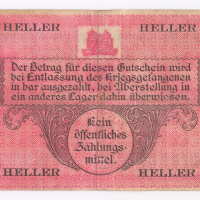 HELLER HELLER
Der Betrag für diesen Gutschein wird
bei Entlassung des Kriegsgefangenen
in bar ausgezahlt, bei Überstellung in
ein anderes Lager dahin überwiesen.
Kein
öffentliches
Zahlungs-
mittel.
HELLER HELLER